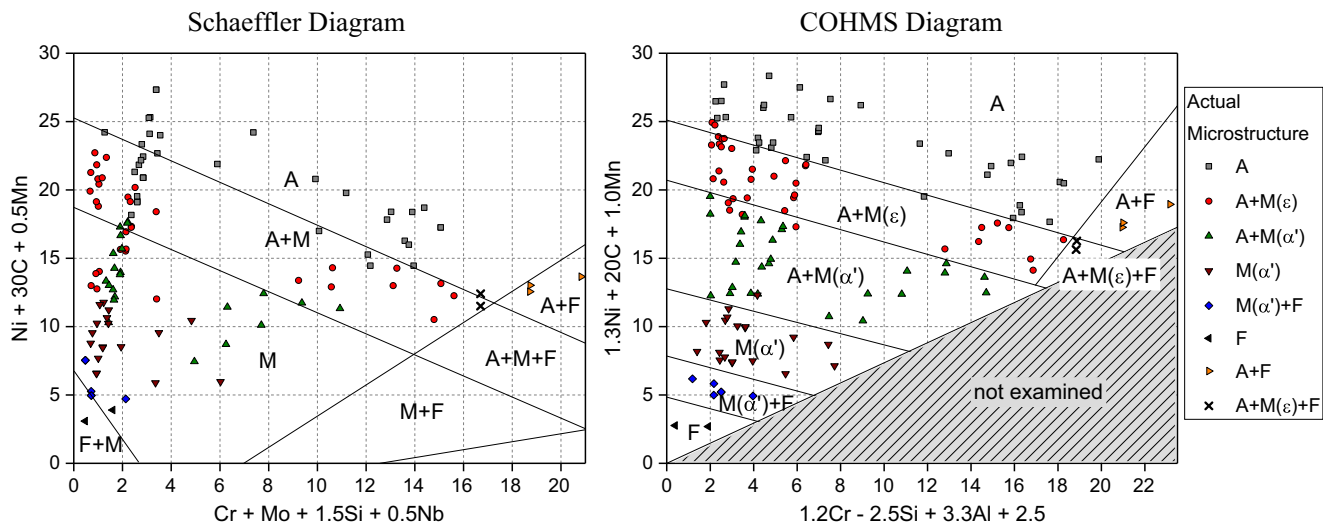 Schaeffler Diagram
Ni + 30C + 0.5Mn
30
25
20
15
10
5
0
0 2 4 6 8 10 12 14 16 18 20
Cr + Mo + 1.5Si + 0.5Nb
A
A+M
M
A+F
A+M+F
M+F
F+M
COHMS Diagram
1.3Ni + 20C + 1.0Mn
30
25
20
15
10
5
0
0 2 4 6 8 10 12 14 16 18 20 22
1.2Cr - 2.5Si + 3.3Al + 2.5
A
A+M(ε)
A+F
A+M(α')
A+M(ε)+F
M(α')
M(α')+F
F
not examined
Actual
Microstructure
A
A+M(ε)
A+M(α')
M(α')
M(α')+F
F
A+F
A+M(ε)+F